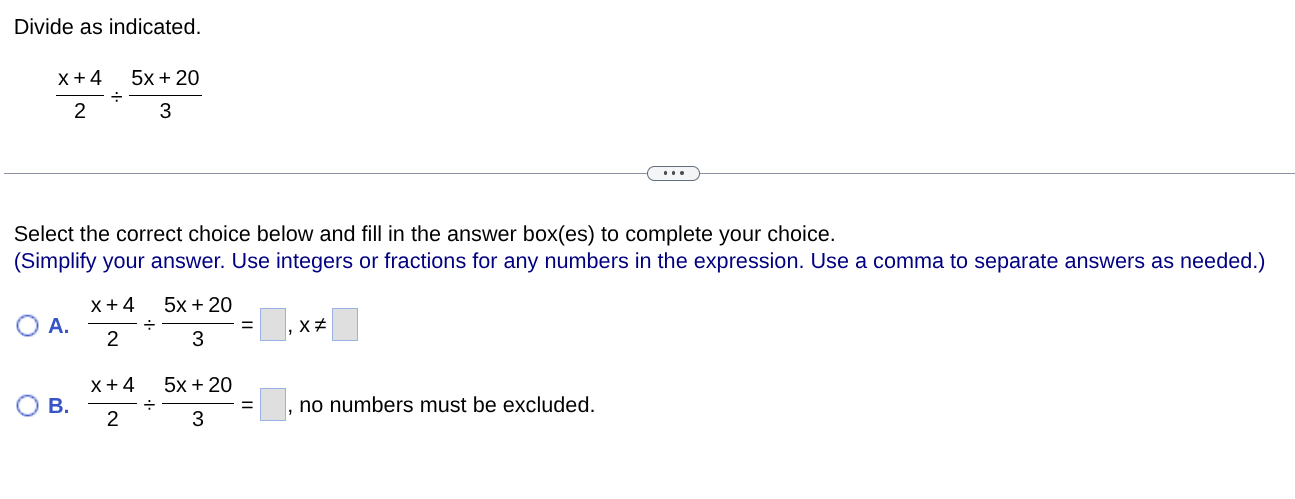 Divide as indicated.
x + 4 / 2 ÷ 5x + 20 / 3
Select the correct choice below and fill in the answer box(es) to complete your choice.
(Simplify your answer. Use integers or fractions for any numbers in the expression. Use a comma to separate answers as needed.)
A. x + 4 / 2 ÷ 5x + 20 / 3 = , x ≠
B. x + 4 / 2 ÷ 5x + 20 / 3 = , no numbers must be excluded.